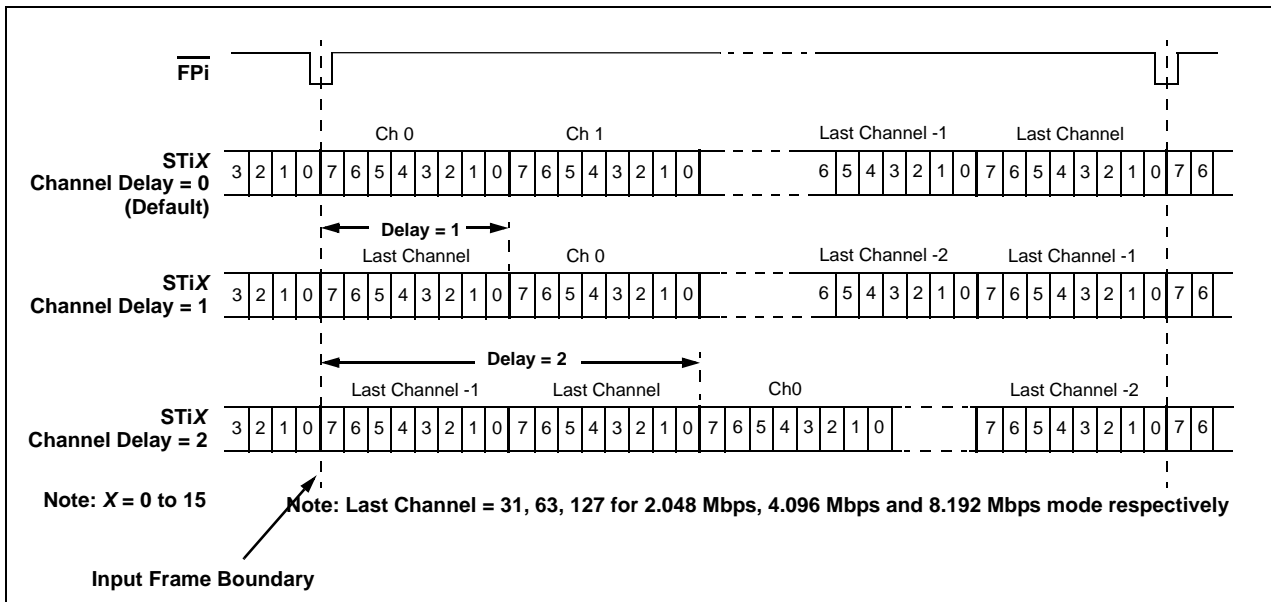 FPi
Ch 0 Ch 1 Last Channel -1 Last Channel
STiX
Channel Delay = 0
(Default)
3 2 1 0 7 6 5 4 3 2 1 0 7 6 5 4 3 2 1 0 6 5 4 3 2 1 0 7 6 5 4 3 2 1 0 7 6
Delay = 1
Last Channel Ch 0 Last Channel -2 Last Channel -1
STiX
Channel Delay = 1
3 2 1 0 7 6 5 4 3 2 1 0 7 6 5 4 3 2 1 0 6 5 4 3 2 1 0 7 6 5 4 3 2 1 0 7 6
Delay = 2
Last Channel -1 Last Channel Ch0 Last Channel -2
STiX
Channel Delay = 2
3 2 1 0 7 6 5 4 3 2 1 0 7 6 5 4 3 2 1 0 7 6 5 4 3 2 1 0 7 6 5 4 3 2 1 0 7 6
Note: X = 0 to 15
Note: Last Channel = 31, 63, 127 for 2.048 Mbps, 4.096 Mbps and 8.192 Mbps mode respectively
Input Frame Boundary